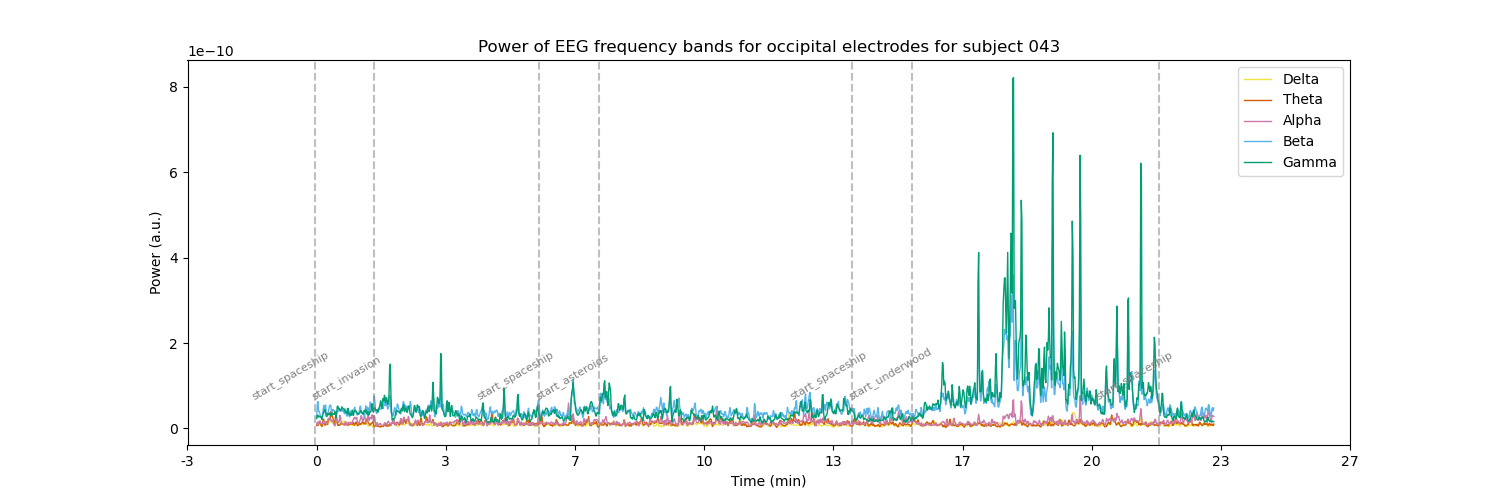 Power of EEG frequency bands for occipital electrodes for subject 043
1e−10
8
6
4
2
0
Power (a.u.)
Delta
Theta
Alpha
Beta
Gamma
start_spaceship
start_invasion
start_spaceship
start_asteroids
start_spaceship
start_underwood
start_spaceship
-3
0
3
7
10
13
17
20
23
27
Time (min)